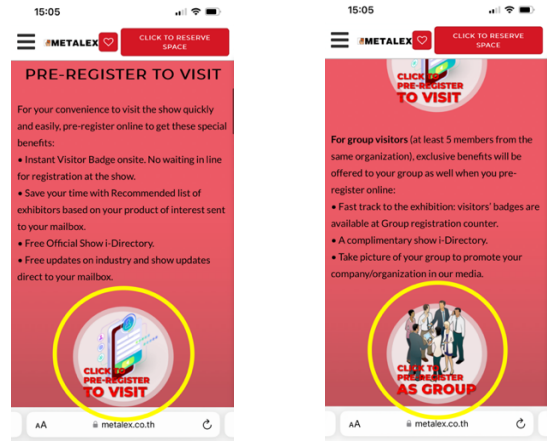 15:05
METALEX
CLICK TO RESERVE
SPACE
PRE-REGISTER TO VISIT
For your convenience to visit the show quickly
and easily, pre-register online to get these special
benefits:
• Instant Visitor Badge onsite. No waiting in line
for registration at the show.
• Save your time with Recommended list of
exhibitors based on your product of interest sent
to your mailbox.
• Free Official Show i-Directory.
• Free updates on industry and show updates
direct to your mailbox.
CLICK TO
PRE-REGISTER
TO VISIT
AA
metalex.co.th
15:05
METALEX
CLICK TO RESERVE
SPACE
CLICK TO
PRE-REGISTER
TO VISIT
For group visitors (at least 5 members from the
same organization), exclusive benefits will be
offered to your group as well when you pre-
register online:
• Fast track to the exhibition: visitors' badges are
available at Group registration counter.
• A complimentary show i-Directory.
• Take picture of your group to promote your
company/organization in our media.
CLICK TO
PRE-REGISTER
AS GROUP
AA
metalex.co.th